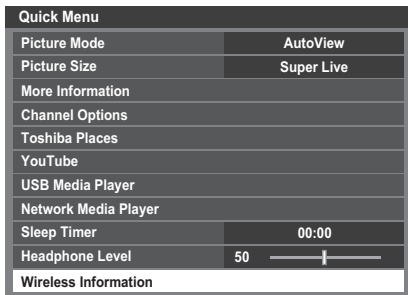 Quick Menu
Picture Mode AutoView
Picture Size Super Live
More Information
Channel Options
Toshiba Places
YouTube
USB Media Player
Network Media Player
Sleep Timer 00:00
Headphone Level 50
Wireless Information